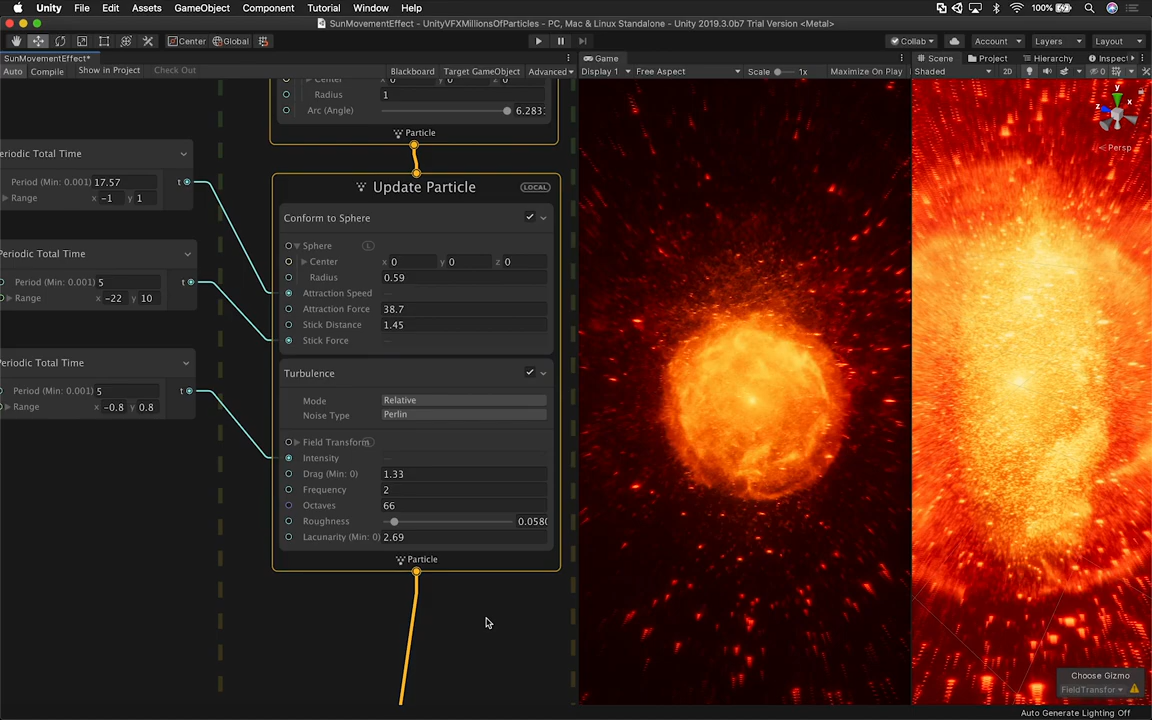 Unity File Edit Assets GameObject Component Tutorial Window Help 100%
SunMovementEffect - UnityVFXMillionsOfParticles - PC, Mac & Linux Standalone - Unity 2019.3.0b7 Trial Version <Metal>
Center Global Collab Account Layers Layout
SunMovementEffect* Game Scene Project Hierarchy Inspect
Auto Compile Show in Project Check Out Blackboard Target GameObject Advanced Display 1 Free Aspect Scale 1x Maximize On Play Shaded 2D 0
Center
Radius 1
Arc (Angle) 6.283
Particle
y
x
z
Persp
Update Particle LOCAL
eriodic Total Time
Period (Min: 0.001) 17.57 t
Range x -1 y 1
Conform to Sphere
Sphere L
Center x 0 y 0 z 0
Radius 0.59
Attraction Speed
Attraction Force 38.7
Stick Distance 1.45
Stick Force
Periodic Total Time
Period (Min: 0.001) 5 t
Range x -22 y 10
Turbulence
Mode Relative
Noise Type Perlin
Field Transform
Intensity
Drag (Min: 0) 1.33
Frequency 2
Octaves 66
Roughness 0.058
Lacunarity (Min: 0) 2.69
Periodic Total Time
Period (Min: 0.001) 5 t
Range x -0.8 y 0.8
Particle
Choose Gizmo
FieldTransfor
Auto Generate Lighting Off